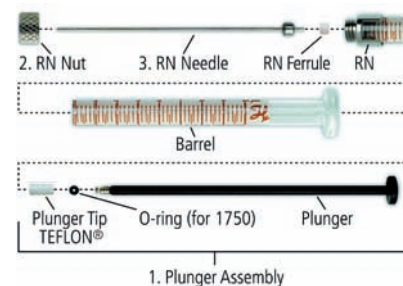 2. RN Nut
3. RN Needle
RN Ferrule
RN
Barrel
Plunger Tip
TEFLON®
O-ring (for 1750)
Plunger
1. Plunger Assembly